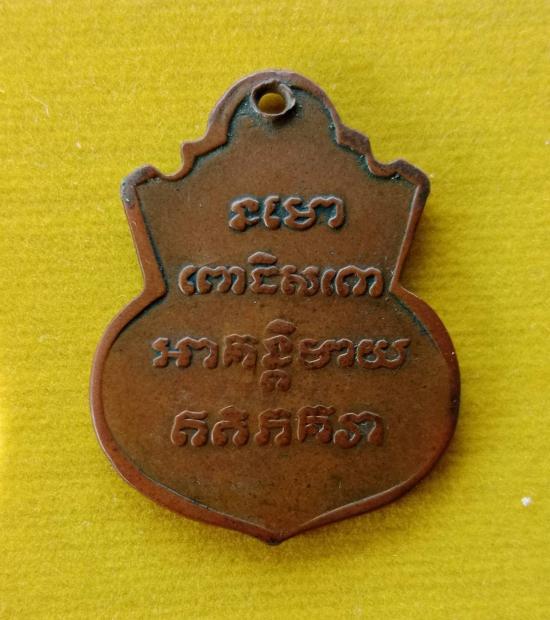 នមោ
ពោធិសតោ
អាគន្តិមាយ
ឥតិភគវា